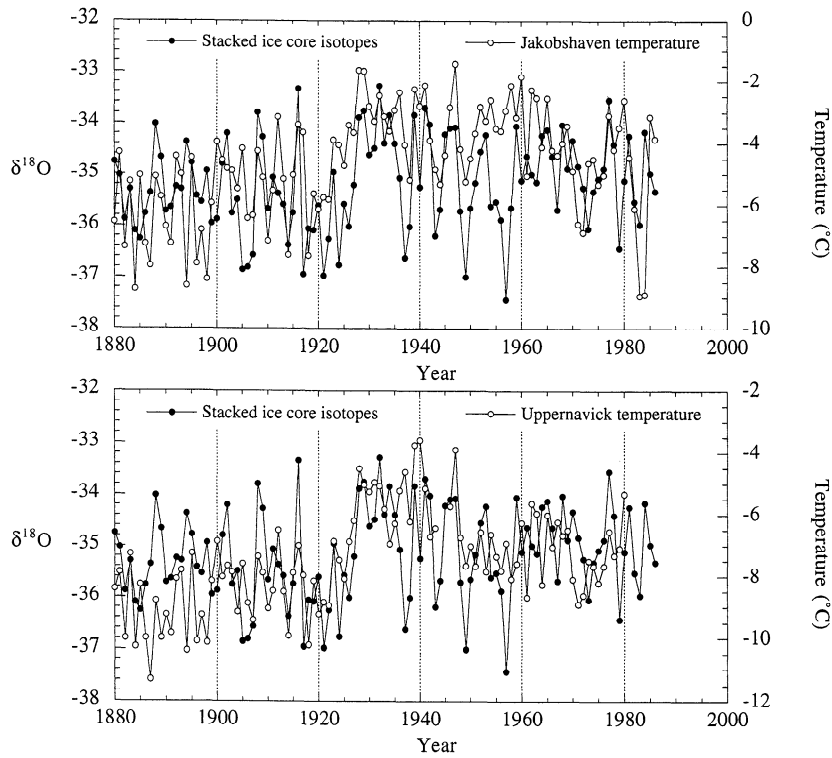 -32
0
Stacked ice core isotopes
Jakobshaven temperature
-33
-2
-34
-4
δ18O
-35
-6
-36
-8
-37
-38
-10
Temperature (˚C)
1880 1900 1920 1940 1960 1980 2000
Year
-32
-2
Stacked ice core isotopes
Uppernavick temperature
-33
-4
-34
-6
δ18O
-35
-8
-36
-10
-37
-38
-12
Temperature (˚C)
1880 1900 1920 1940 1960 1980 2000
Year